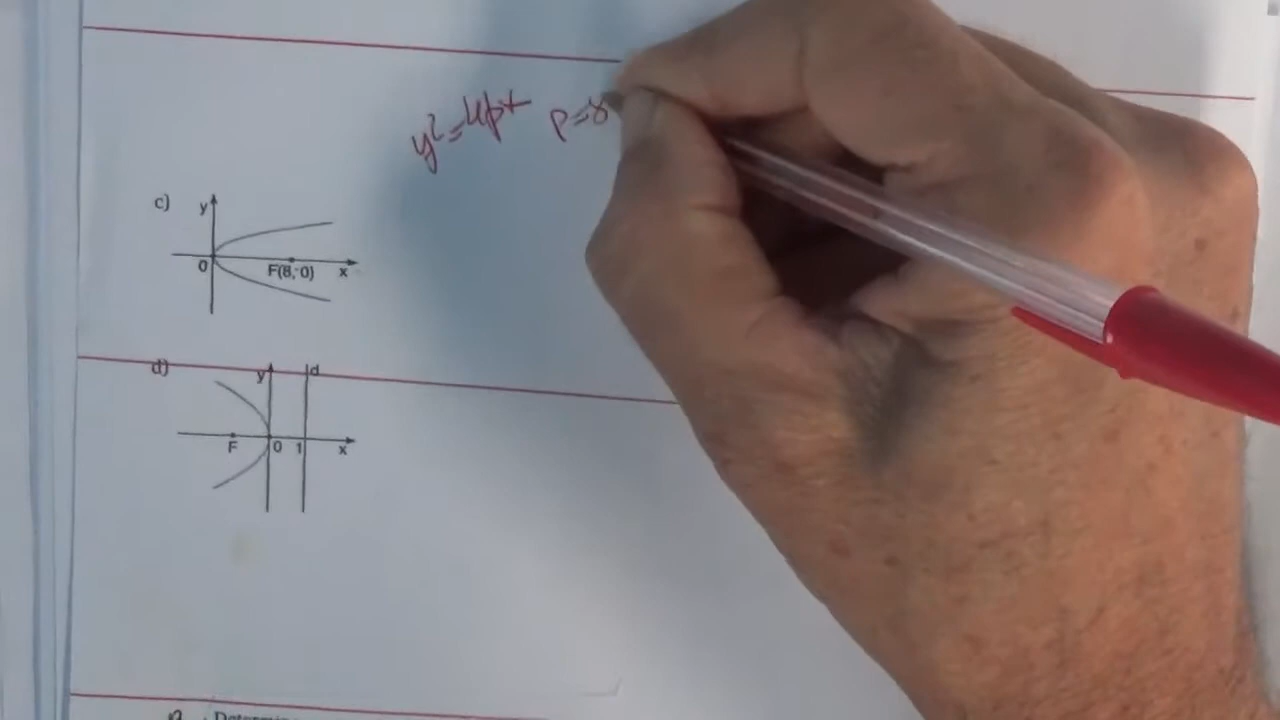 y²=4px p=8
c)
y
0 F(8, 0) x
d)
y d
F 0 1 x